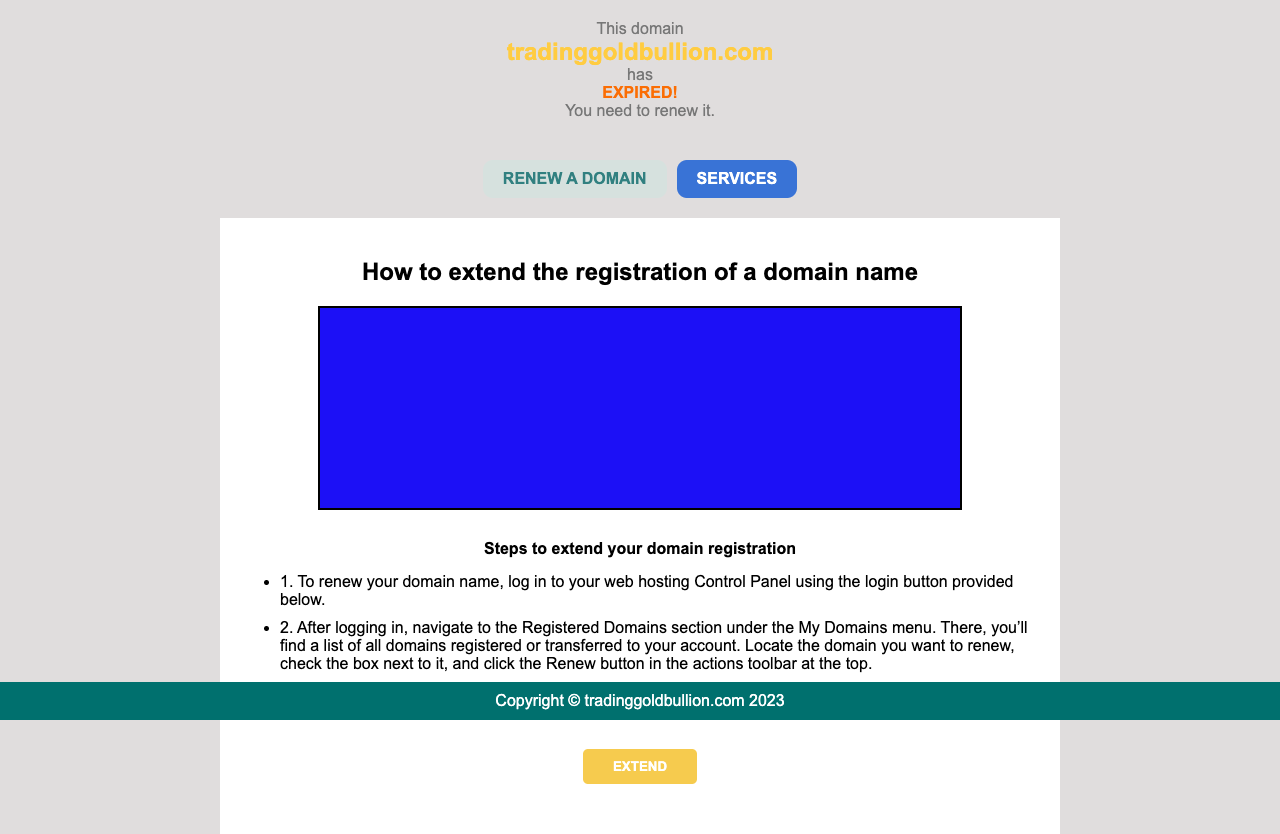 This domain
tradinggoldbullion.com
has
EXPIRED!
You need to renew it.
RENEW A DOMAIN
SERVICES
How to extend the registration of a domain name
Steps to extend your domain registration
1. To renew your domain name, log in to your web hosting Control Panel using the login button provided
below.
2. After logging in, navigate to the Registered Domains section under the My Domains menu. There, you’ll
find a list of all domains registered or transferred to your account. Locate the domain you want to renew,
check the box next to it, and click the Renew button in the actions toolbar at the top.
Copyright © tradinggoldbullion.com 2023
EXTEND